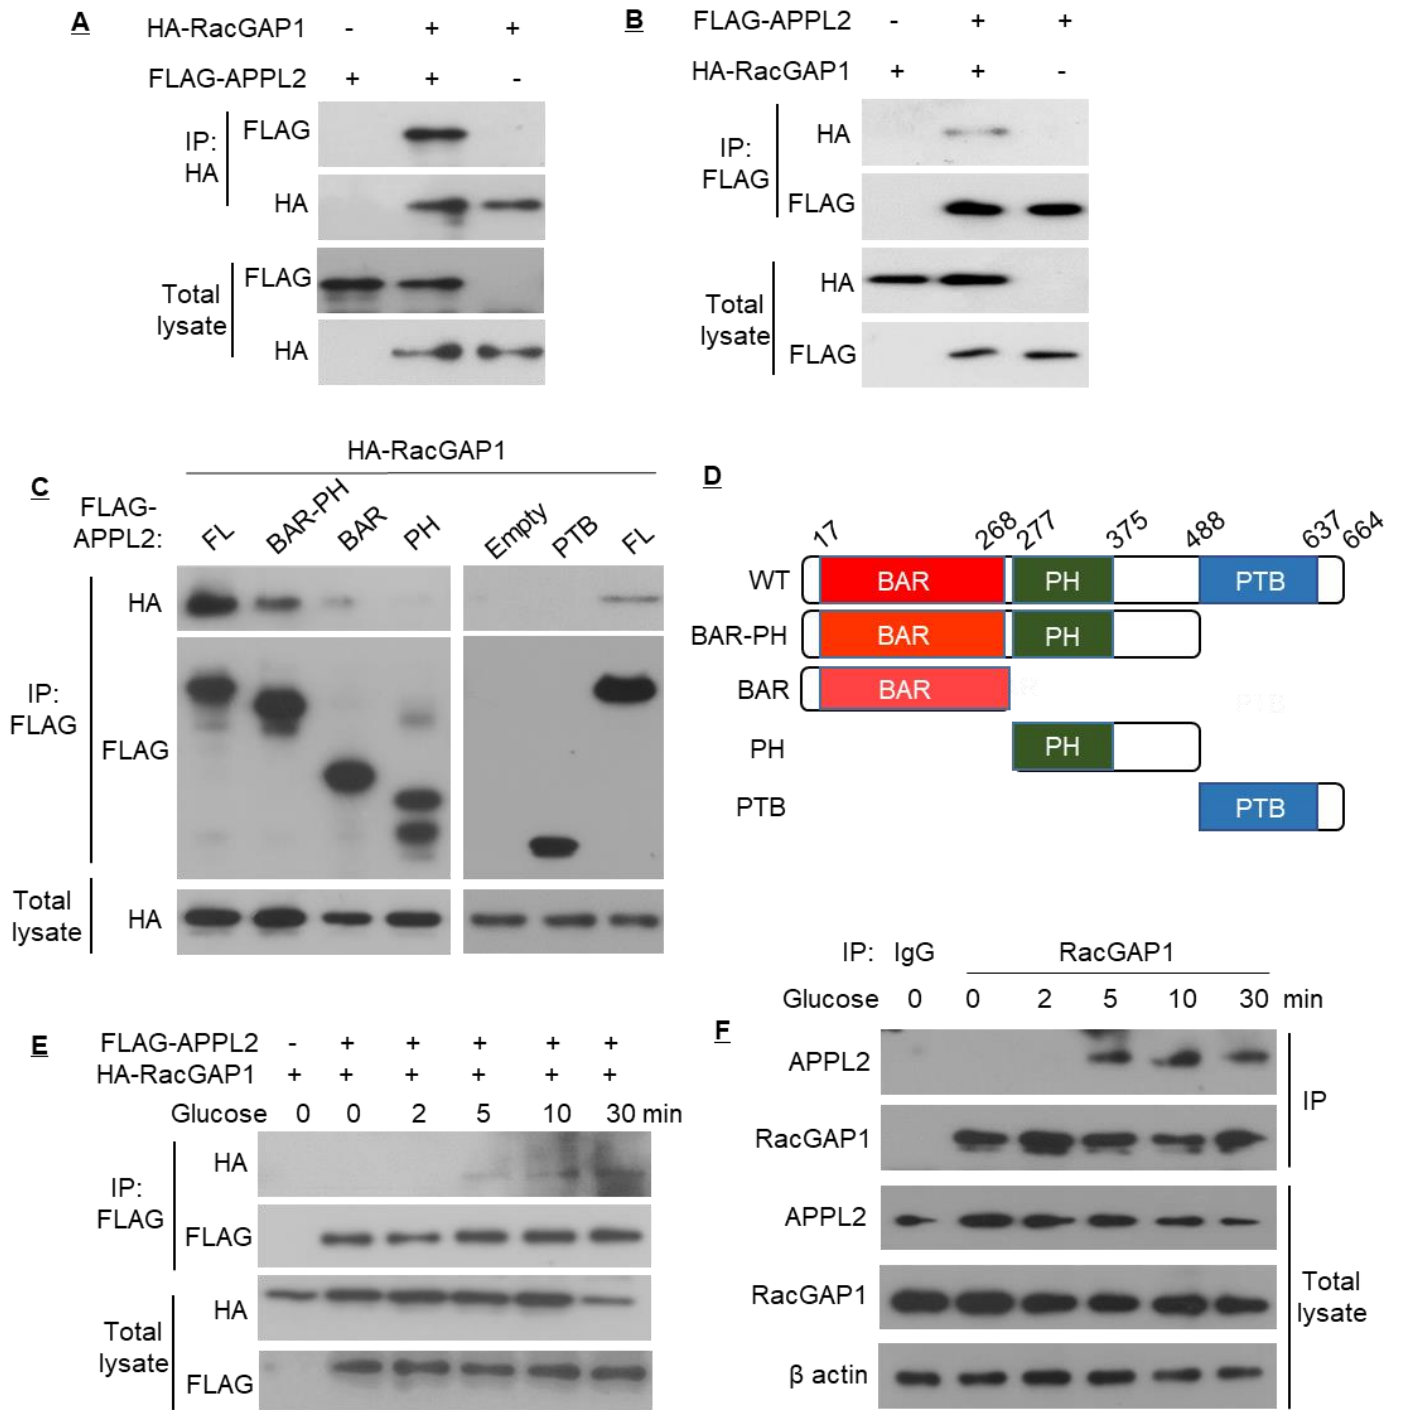 A
HA-RacGAP1 - + +
FLAG-APPL2 + + -
IP:
HA
FLAG
HA
Total
lysate
FLAG
HA
B
FLAG-APPL2 - + +
HA-RacGAP1 + + -
IP:
FLAG
HA
FLAG
Total
lysate
HA
FLAG
C
HA-RacGAP1
FLAG-
APPL2:
FL BAR-PH BAR PH Empty PTB FL
HA
IP:
FLAG
FLAG
Total
lysate
HA
D
17 268 277 375 488 637 664
WT BAR PH PTB
BAR-PH BAR PH
BAR BAR
PTB
PH PH
PTB PTB
E
FLAG-APPL2 - + + + + +
HA-RacGAP1 + + + + + +
Glucose 0 0 2 5 10 30 min
IP:
FLAG
HA
FLAG
Total
lysate
HA
FLAG
F
IP: IgG RacGAP1
Glucose 0 0 2 5 10 30 min
APPL2
RacGAP1
IP
APPL2
RacGAP1
β actin
Total
lysate